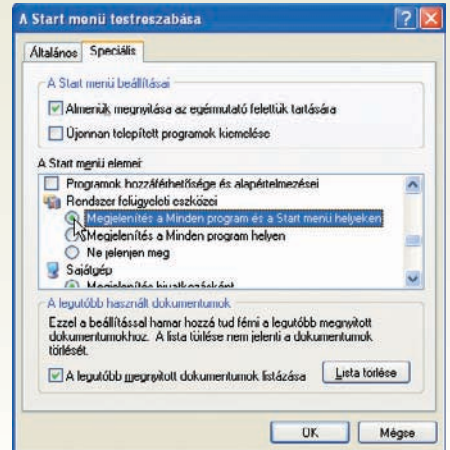 A Start menü testreszabása
Általános Speciális
A Start menü beállításai
Almenük megnyitása az egérmutató felettük tartására
Újonnan telepített programok kiemelése
A Start menü elemei:
Programok hozzáférhetősége és alapértelmezései
Rendszer felügyeleti eszközei
Megjelenítés a Minden program és a Start menü helyeken
Megjelenítés a Minden program helyen
Ne jelenjen meg
Sajátgép
Megjelenítés hivatkozásként
A legutóbb használt dokumentumok
Ezzel a beállítással hamar hozzá tud férni a legutóbb megnyitott
dokumentumokhoz. A lista törlése nem jelenti a dokumentumok
törlését.
A legutóbb megnyitott dokumentumok listázása Lista törlése
OK Mégse